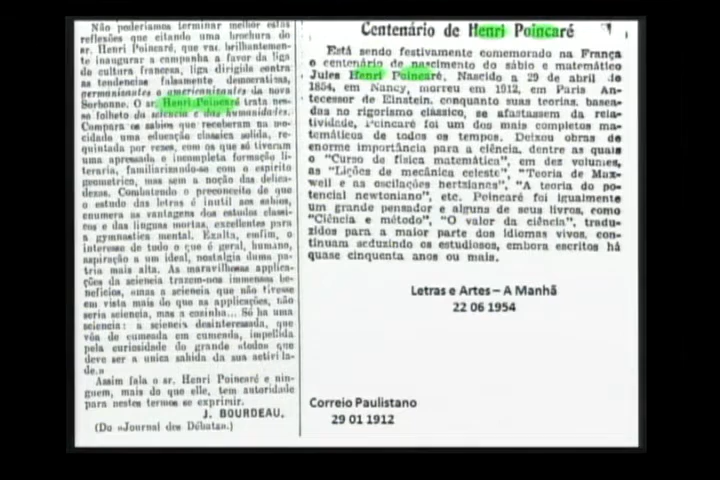 Não poderiamos terminar melhor estas
reflexões que citando uma brochura do
sr. Henri Poincaré, que vae brilhantemente
inaugurar a campanha a favor da liga
da cultura francesa, liga dirigida contra
as tendencias falsamente democraticas,
germanisantes e americanizantes da nova
Sorbonne. O sr. Henri Poincaré trata nes-
se folheto da sciencia e das humanidades.
Compara os sabios que receberam na mo-
cidade uma educação classica solida, re-
quintada por vezes, com os que só tiveram
uma apressada e incompleta formação li-
teraria, familiarizando-se com o espirito
geometrico, mas sem a noção das delica-
dezas. Combatendo o preconceito de que
o estudo das letras é inutil aos sabios,
enumera as vantagens dos estudos classi-
cos e das linguas mortas, excellentes para
a gymnastica mental. Exalta, emfim, o
interesse de tudo o que é geral, humano,
aspiração a um ideal, nostalgia duma pa-
tria mais alta. As maravilhosas applica-
ções da sciencia trazem-nos immensos be-
neficios, «mas a sciencia que não tivesse
em vista mais do que as applicações, não
seria sciencia, mas a cozinha... Só ha uma
sciencia: a sciencia desinteressada, que
vôa de cumeada em cumeada, impellida
pela curiosidade do grande «todo» que
deve ser a unica sahida da sua activida-
de.»
Assim fala o sr. Henri Poincaré e nin-
guem, mais do que elle, tem autoridade
para nestes termos se exprimir.
J. BOURDEAU.
(Do «Journal des Débats».)
Centenário de Henri Poincaré
Está sendo festivamente comemorado na França
o centenário de nascimento do sábio e matemático
Jules Henri Poincaré, Nascido a 29 de abril de
1854, em Nancy, morreu em 1912, em Paris An-
tecessor de Einstein, conquanto suas teorias, basea-
das no rigorismo clássico, se afastassem da rela-
tividade, Poincaré foi um dos mais completos ma-
temáticos de todos os tempos. Deixou obras de
enorme importância para a ciência, dentre as quais
o "Curso de física matemática", em dez volumes,
as "Lições de mecânica celeste", "Teoria de Max-
well e as oscilações hertzianas", "A teoria do po-
tencial newtoniano", etc. Poincaré foi igualmente
um grande pensador e alguns de seus livros, como
"Ciência e método", "O valor da ciência", tradu-
zidos para a maior parte dos idiomas vivos, con-
tinuam seduzindo os estudiosos, embora escritos há
quase cinquenta anos ou mais.
Letras e Artes – A Manhã
22 06 1954
Correio Paulistano
29 01 1912